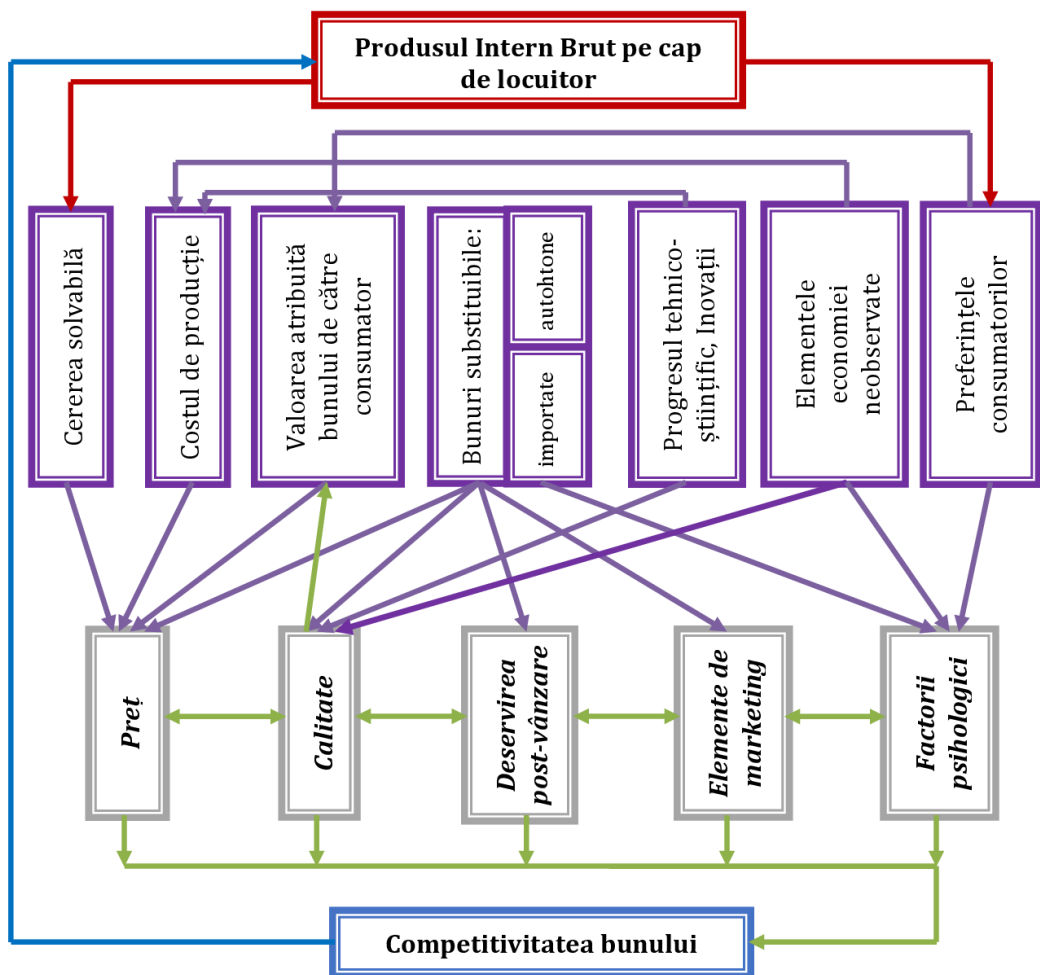 Produsul Intern Brut pe cap
de locuitor
Cererea solvabilă
Costul de producție
Valoarea atribuită
bunului de către
consumator
Bunuri substituibile:
autohtone
importate
Progresul tehnico-
științific, Inovații
Elementele
economiei
neobservate
Preferințele
consumatorilor
Preț
Calitate
Deservirea
post-vânzare
Elemente de
marketing
Factorii
psihologici
Competitivitatea bunului